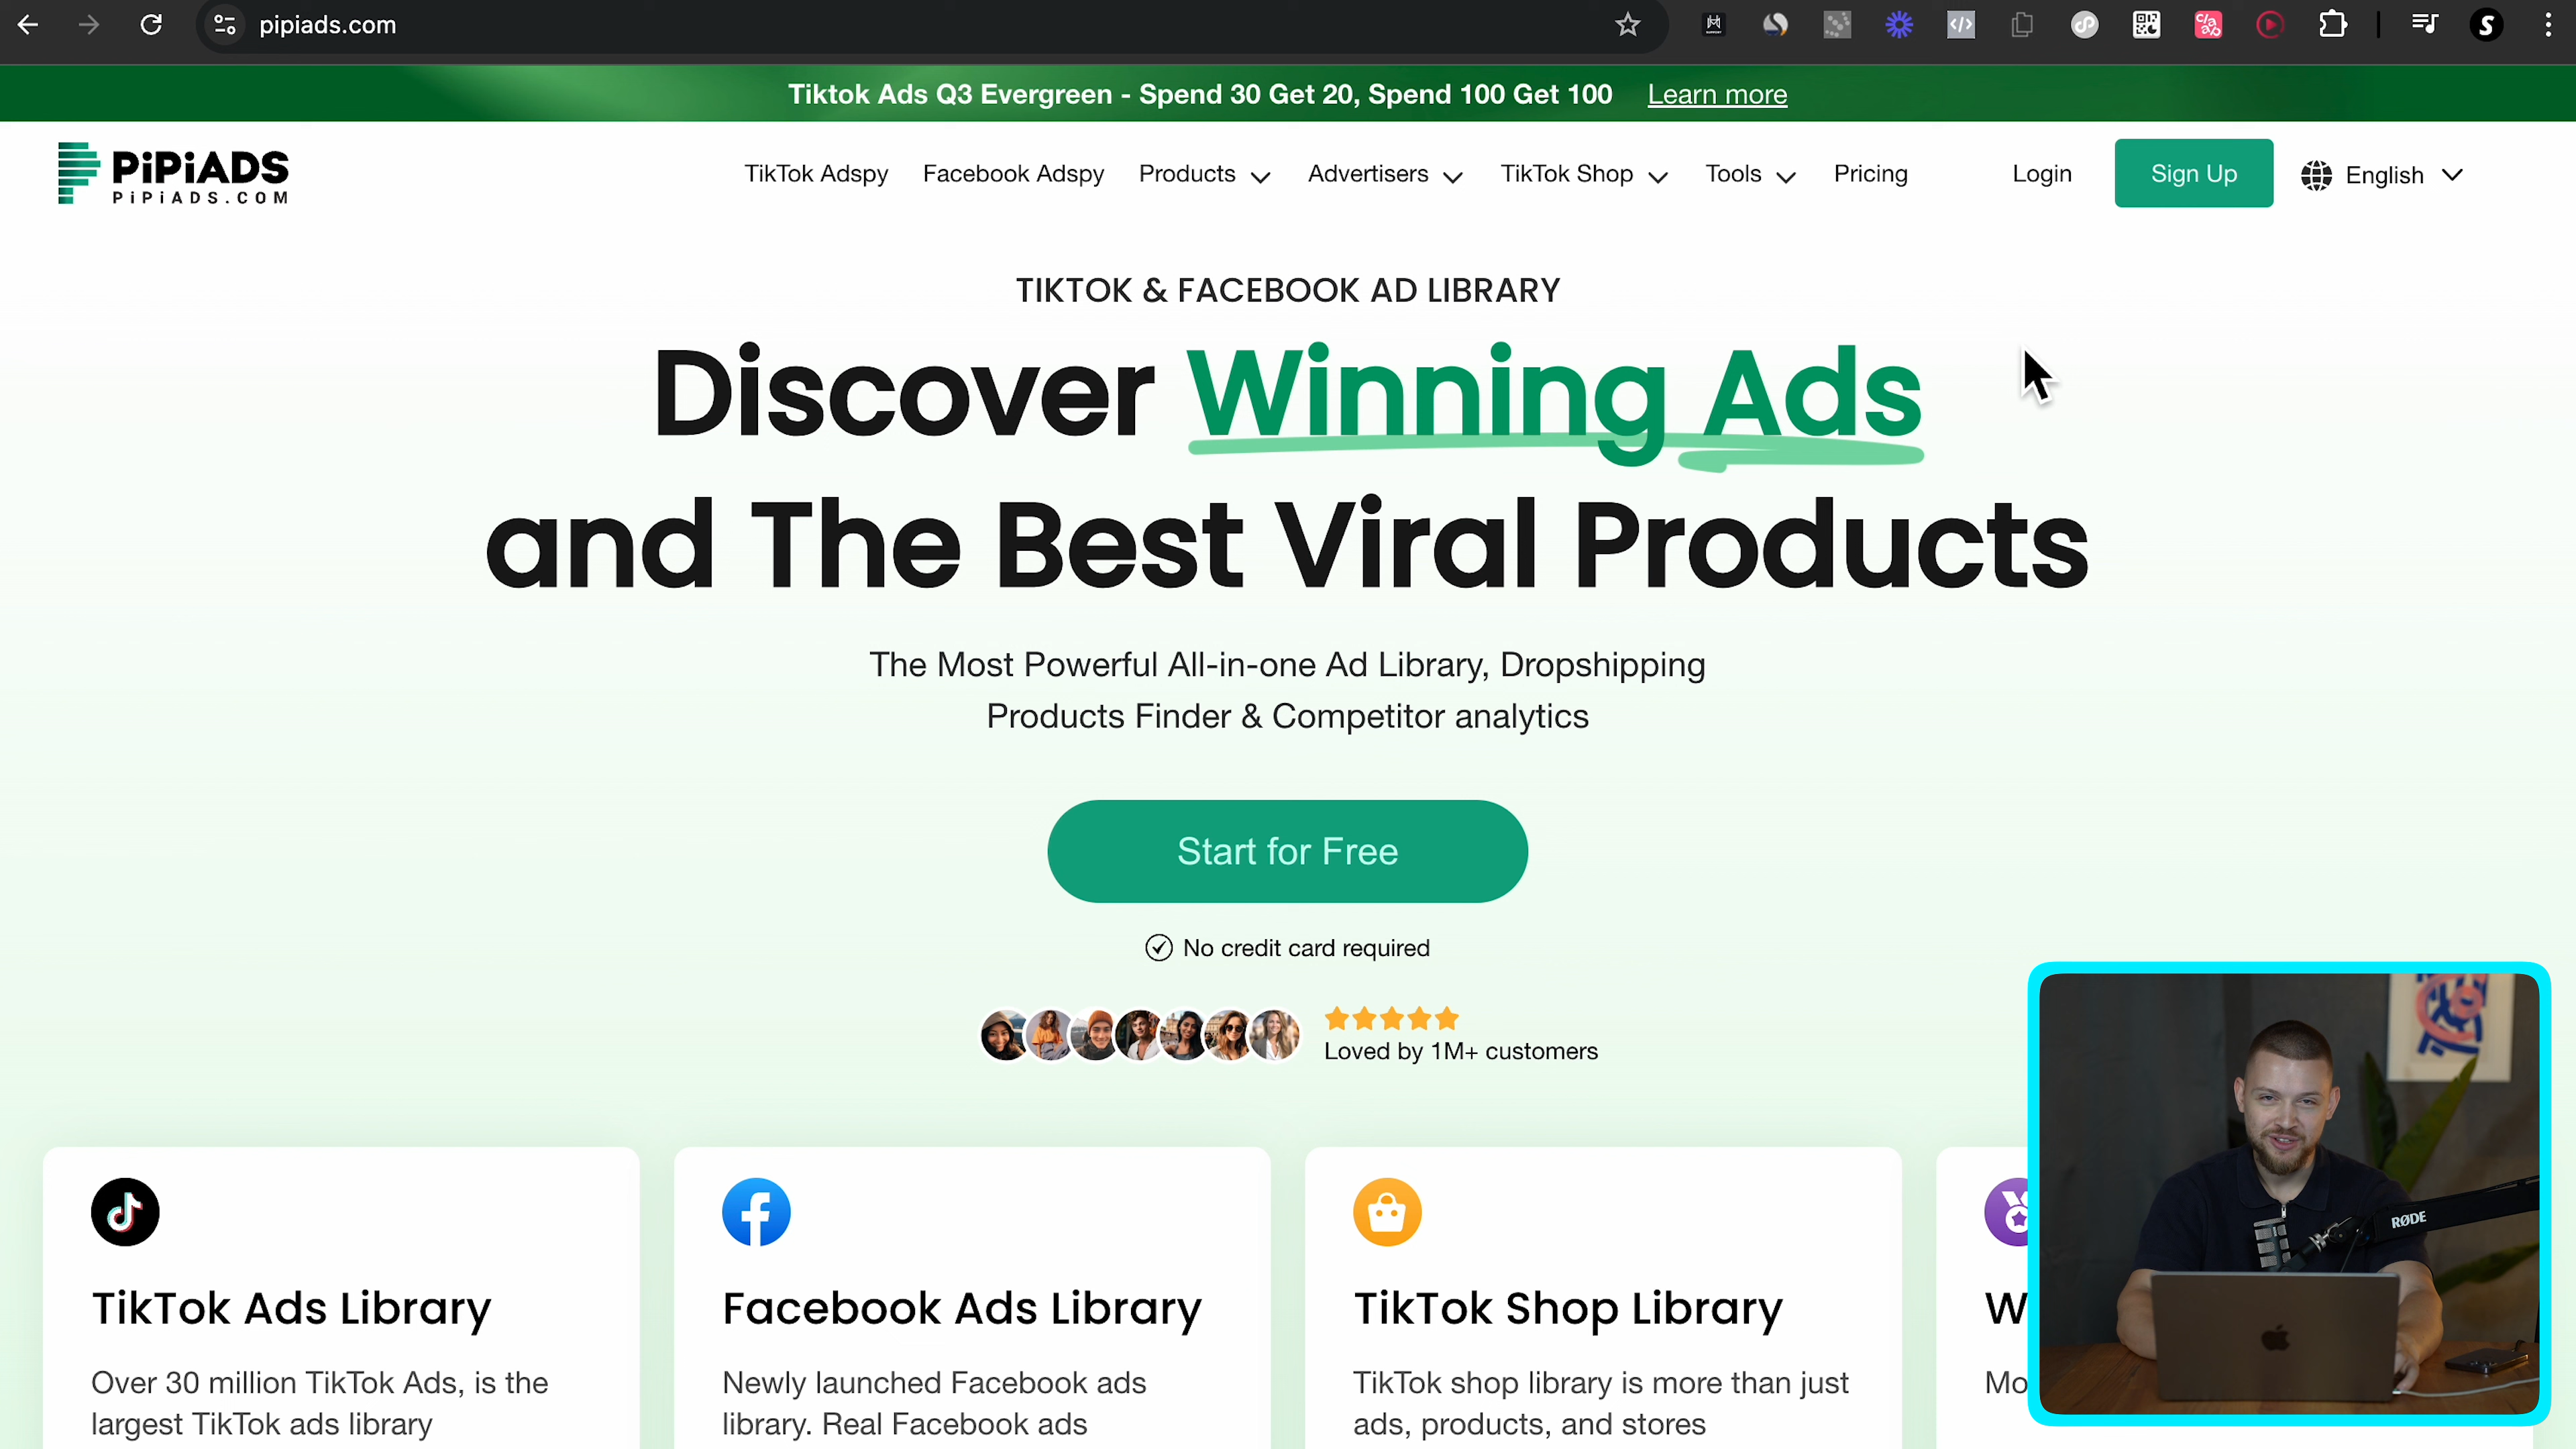 pipiads.com
Tiktok Ads Q3 Evergreen - Spend 30 Get 20, Spend 100 Get 100 Learn more
PiPiADS
PiPiADS.COM
TikTok Adspy Facebook Adspy Products Advertisers TikTok Shop Tools Pricing Login Sign Up English
TIKTOK & FACEBOOK AD LIBRARY
Discover Winning Ads
and The Best Viral Products
The Most Powerful All-in-one Ad Library, Dropshipping
Products Finder & Competitor analytics
Start for Free
No credit card required
Loved by 1M+ customers
TikTok Ads Library
Over 30 million TikTok Ads, is the
largest TikTok ads library
Facebook Ads Library
Newly launched Facebook ads
library. Real Facebook ads
TikTok Shop Library
TikTok shop library is more than just
ads, products, and stores
W
Mo
RØDE